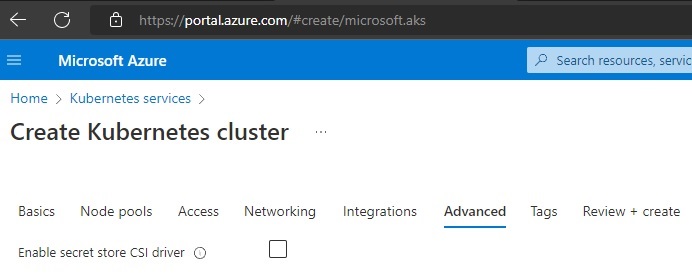 https://portal.azure.com/#create/microsoft.aks
Microsoft Azure
Search resources, servic
Home > Kubernetes services >
Create Kubernetes cluster ...
Basics Node pools Access Networking Integrations Advanced Tags Review + create
Enable secret store CSI driver